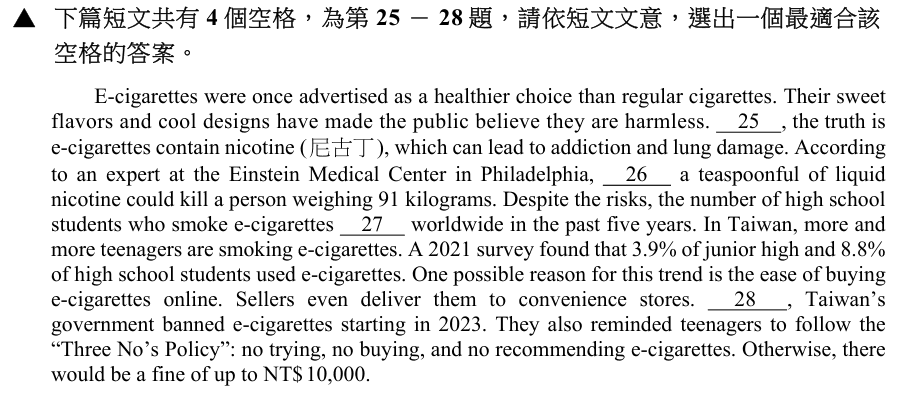 ▲ 下篇短文共有 4 個空格，為第 25 － 28 題，請依短文文意，選出一個最適合該
空格的答案。
E-cigarettes were once advertised as a healthier choice than regular cigarettes. Their sweet
flavors and cool designs have made the public believe they are harmless. __25__, the truth is
e-cigarettes contain nicotine (尼古丁), which can lead to addiction and lung damage. According
to an expert at the Einstein Medical Center in Philadelphia, __26__ a teaspoonful of liquid
nicotine could kill a person weighing 91 kilograms. Despite the risks, the number of high school
students who smoke e-cigarettes __27__ worldwide in the past five years. In Taiwan, more and
more teenagers are smoking e-cigarettes. A 2021 survey found that 3.9% of junior high and 8.8%
of high school students used e-cigarettes. One possible reason for this trend is the ease of buying
e-cigarettes online. Sellers even deliver them to convenience stores. __28__, Taiwan’s
government banned e-cigarettes starting in 2023. They also reminded teenagers to follow the
“Three No’s Policy”: no trying, no buying, and no recommending e-cigarettes. Otherwise, there
would be a fine of up to NT$ 10,000.